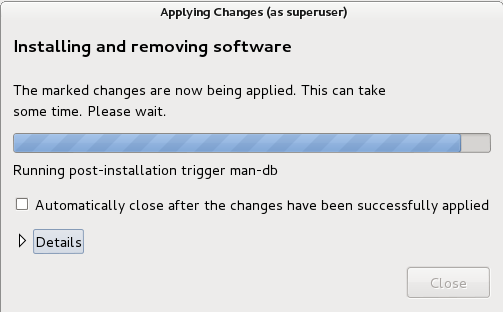 Applying Changes (as superuser)
Installing and removing software
The marked changes are now being applied. This can take
some time. Please wait.
Running post-installation trigger man-db
Automatically close after the changes have been successfully applied
Details
Close